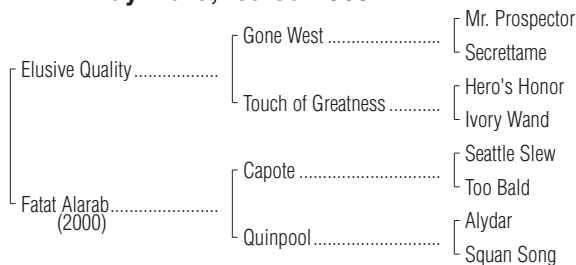 Gone West
Mr. Prospector
Secrettame
Elusive Quality
Touch of Greatness
Hero's Honor
Ivory Wand
Capote
Seattle Slew
Too Bald
Fatat Alarab
(2000)
Quinpool
Alydar
Squan Song